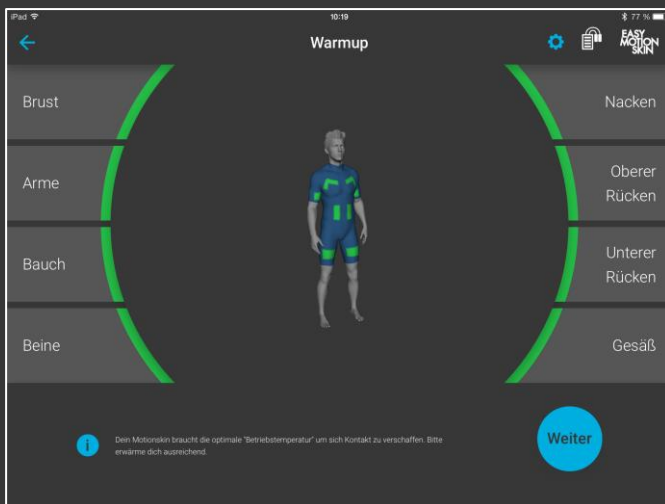 iPad 10:19 77 %
Warmup
EASY
MOTION
SKIN
Brust
Nacken
Arme
Oberer
Rücken
Bauch
Unterer
Rücken
Beine
Gesäß
Dein Motionskin braucht die optimale "Betriebstemperatur" um sich Kontakt zu verschaffen. Bitte
erwärme dich ausreichend.
Weiter